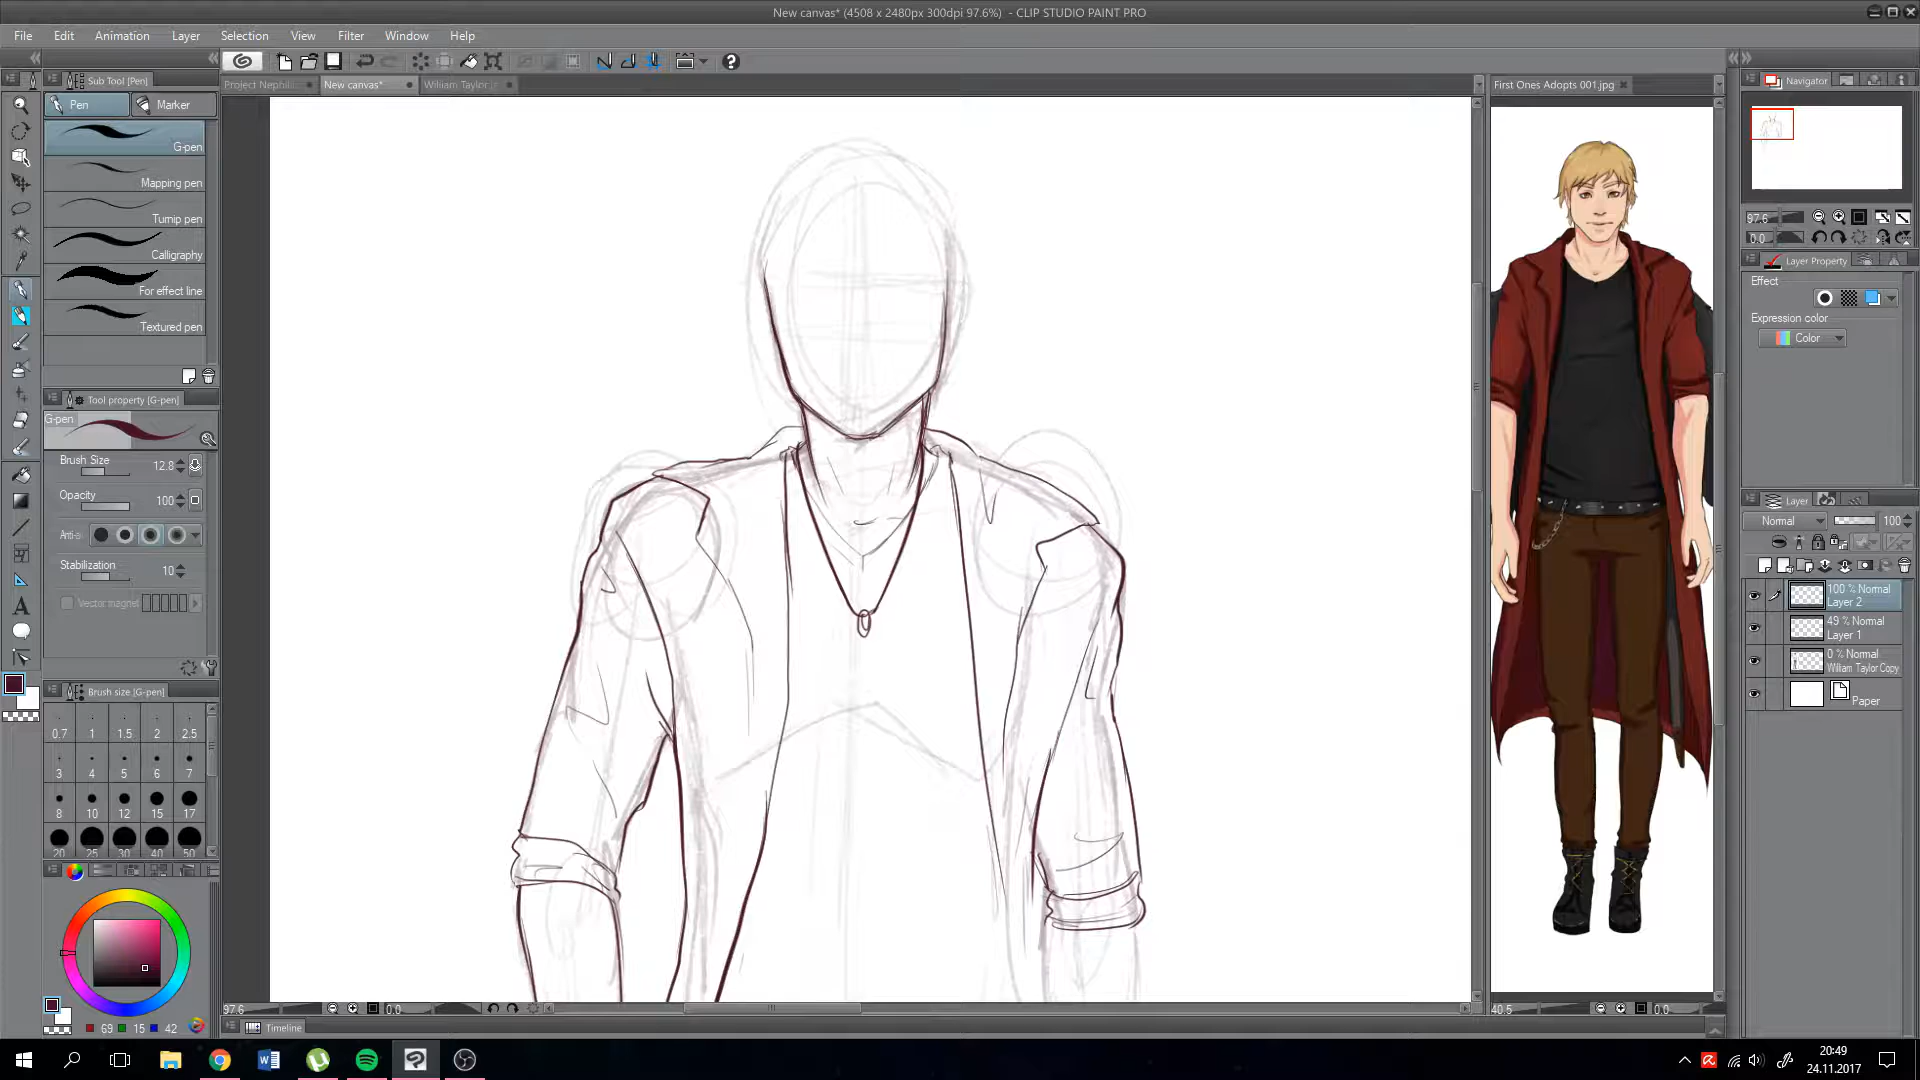 New canvas* (4508 x 2480px 300dpi 97.6%) - CLIP STUDIO PAINT PRO
File Edit Animation Layer Selection View Filter Window Help
Sub Tool [Pen]
Project Nephili New canvas* William Taylor
First Ones Adopts 001.jpg
Navigator
Pen Marker
G-pen
Mapping pen
Turnip pen
Calligraphy
For effect line
Textured pen
97.6
0.0
Layer Property
Effect
Expression color
Color
Tool property [G-pen]
G-pen
Brush Size 12.8
Opacity 100
Anti-a
Stabilization 10
Vector magnet
Layer
Normal 100
100 % Normal
Layer 2
49 % Normal
Layer 1
0 % Normal
William Taylor Copy
Paper
Brush size [G-pen]
0.7 1 1.5 2 2.5
3 4 5 6 7
8 10 12 15 17
20 25 30 40 50
69 15 42
97.6 0.0
40.5 0.0
Timeline
20:49
24.11.2017